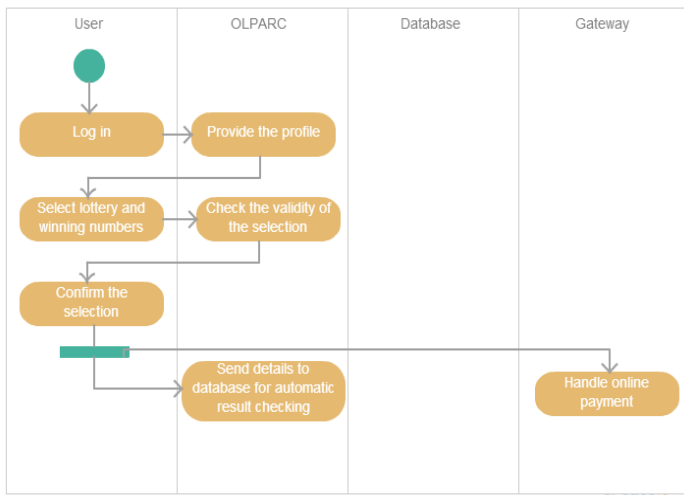 User
OLPARC
Database
Gateway
Log in
Provide the profile
Select lottery and
winning numbers
Check the validity of
the selection
Confirm the
selection
Send details to
database for automatic
result checking
Handle online
payment